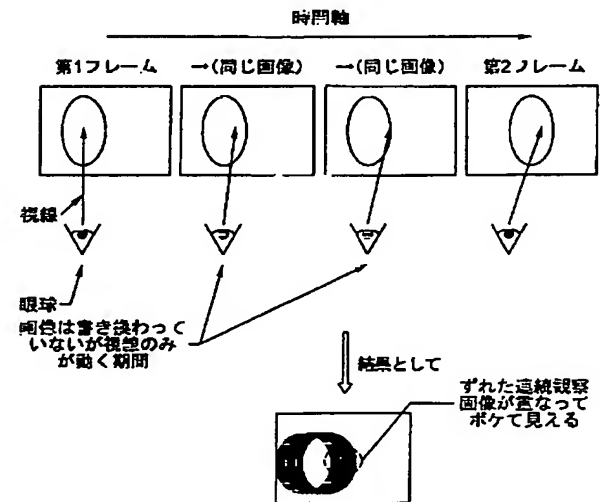 時間軸
第1フレーム
→(同じ画像)
→(同じ画像)
第2フレーム
視線
眼球
画像は書き換わって
いないが視線のみ
が動く期間
結果として
ずれた連続観察
画像が重なって
ボケて見える